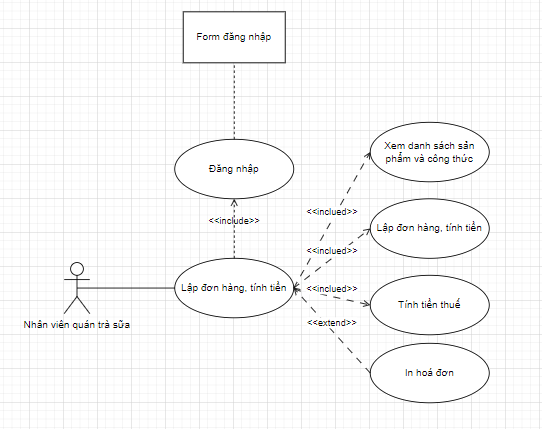 Form đăng nhập
Xem danh sách sản
phẩm và công thức
Đăng nhập
<<inclued>>
<<include>>
Lập đơn hàng, tính tiền
<<inclued>>
Lập đơn hàng, tính tiền
<<inclued>>
Tính tiền thuế
Nhân viên quán trà sữa
<<extend>>
In hoá đơn